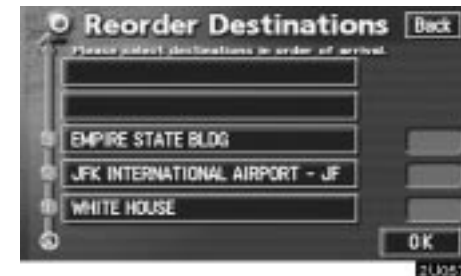 Reorder Destinations
Back
Please select destinations in order of arrival.
EMPIRE STATE BLDG
JFK INTERNATIONAL AIRPORT - JF
WHITE HOUSE
OK